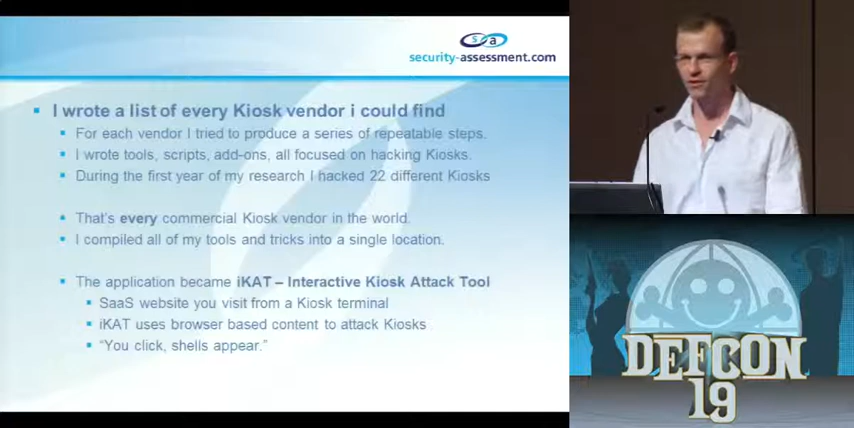 sa
security-assessment.com
I wrote a list of every Kiosk vendor i could find
For each vendor I tried to produce a series of repeatable steps.
I wrote tools, scripts, add-ons, all focused on hacking Kiosks.
During the first year of my research I hacked 22 different Kiosks
That's every commercial Kiosk vendor in the world.
I compiled all of my tools and tricks into a single location.
The application became iKAT – Interactive Kiosk Attack Tool
SaaS website you visit from a Kiosk terminal
iKAT uses browser based content to attack Kiosks
"You click, shells appear."
DEFCON
19